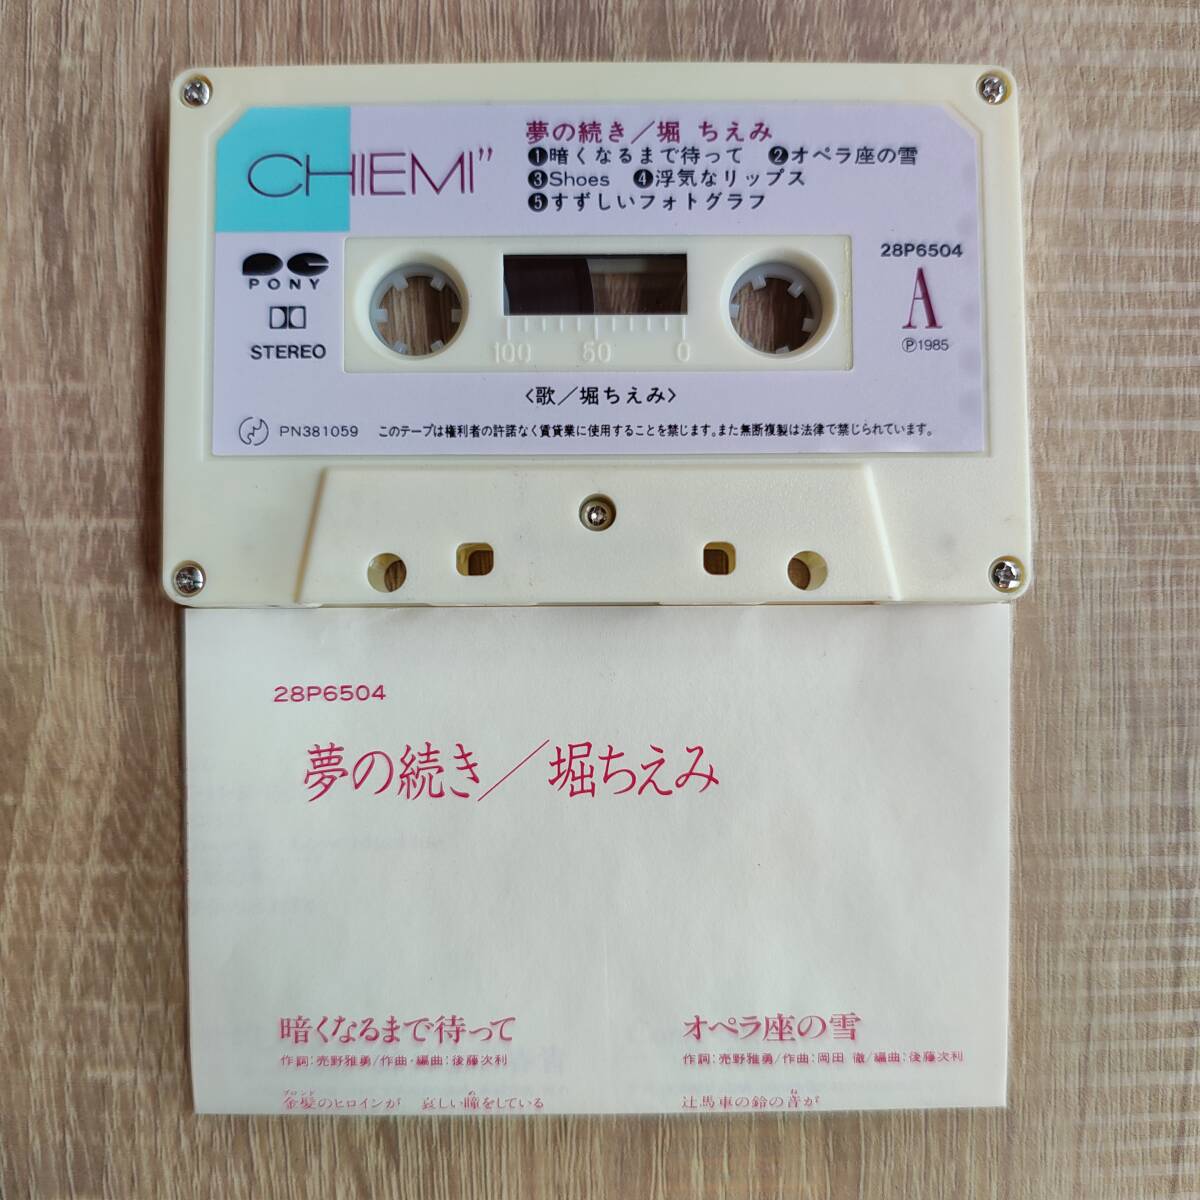 CHIEMI"
夢の続き／堀 ちえみ
❶暗くなるまで待って ❷オペラ座の雪
❸Shoes ❹浮気なリップス
❺すずしいフォトグラフ
PONY
STEREO
28P6504
A
Ⓟ1985
100 50 0
〈歌／堀ちえみ〉
PN381059 このテープは権利者の許諾なく賃貸業に使用することを禁じます。また無断複製は法律で禁じられています。
28P6504
夢の続き／堀ちえみ
暗くなるまで待って
作詞：売野雅勇/作曲・編曲：後藤次利
ブロンド め
金髪のヒロインが 哀しい瞳をしている
オペラ座の雪
作詞：売野雅勇/作曲：岡田 徹/編曲：後藤次利
ね
辻馬車の鈴の音が